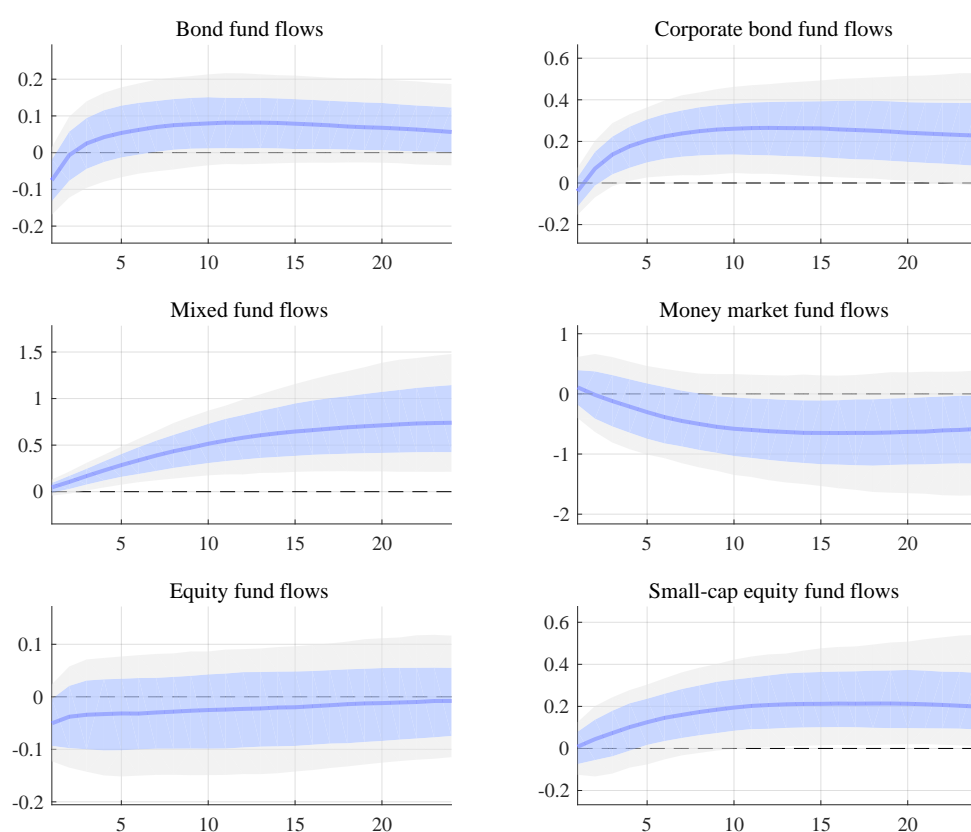 Bond fund flows
0.2
0.1
0
-0.1
-0.2
5 10 15 20
Corporate bond fund flows
0.6
0.4
0.2
0
-0.2
5 10 15 20
Mixed fund flows
1.5
1
0.5
0
5 10 15 20
Money market fund flows
1
0
-1
-2
5 10 15 20
Equity fund flows
0.1
0
-0.1
-0.2
5 10 15 20
Small-cap equity fund flows
0.6
0.4
0.2
0
-0.2
5 10 15 20